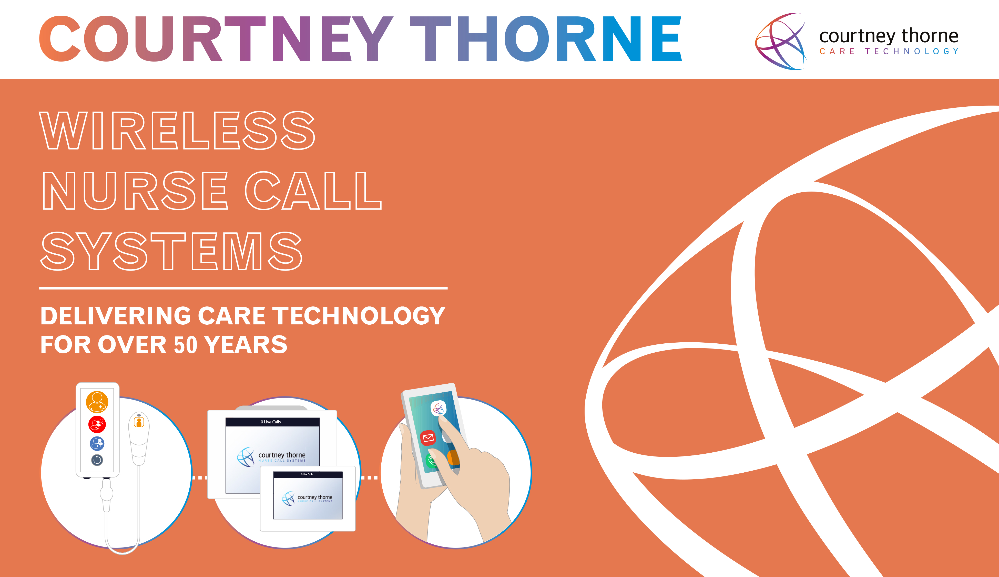 COURTNEY THORNE
courtney thorne
CARE TECHNOLOGY
WIRELESS
NURSE CALL
SYSTEMS
DELIVERING CARE TECHNOLOGY
FOR OVER 50 YEARS
0 Live Calls
courtney thorne
NURSE CALL SYSTEMS
0 Live Calls
courtney thorne
NURSE CALL SYSTEMS